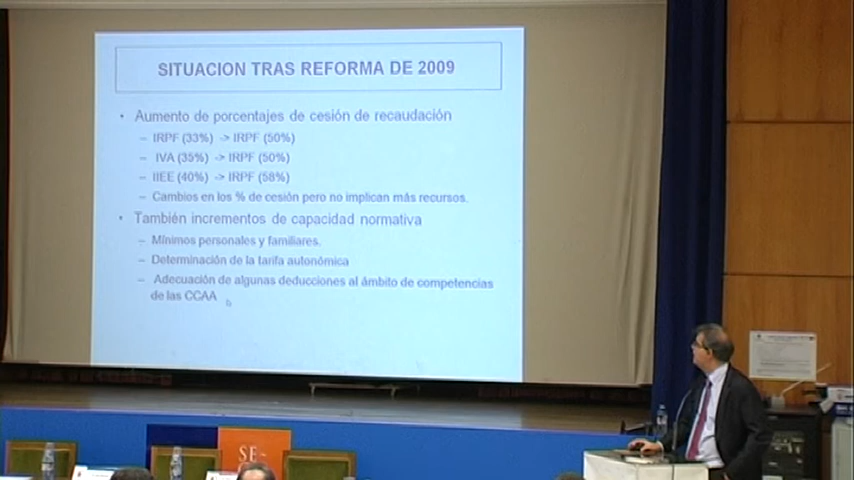 SITUACION TRAS REFORMA DE 2009
• Aumento de porcentajes de cesión de recaudación
– IRPF (33%) -> IRPF (50%)
– IVA (35%) -> IRPF (50%)
– IIEE (40%) -> IRPF (58%)
– Cambios en los % de cesión pero no implican más recursos.
• También incrementos de capacidad normativa
– Mínimos personales y familiares.
– Determinación de la tarifa autonómica
– Adecuación de algunas deducciones al ámbito de competencias
de las CCAA
SE